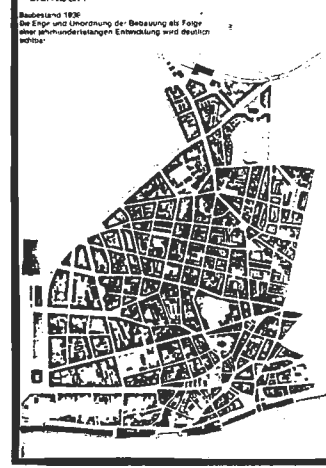 Baubestand 1939
Die Enge und Unordnung der Bebauung als Folge
einer jahrhundertelangen Entwicklung wird deutlich
sichtbar